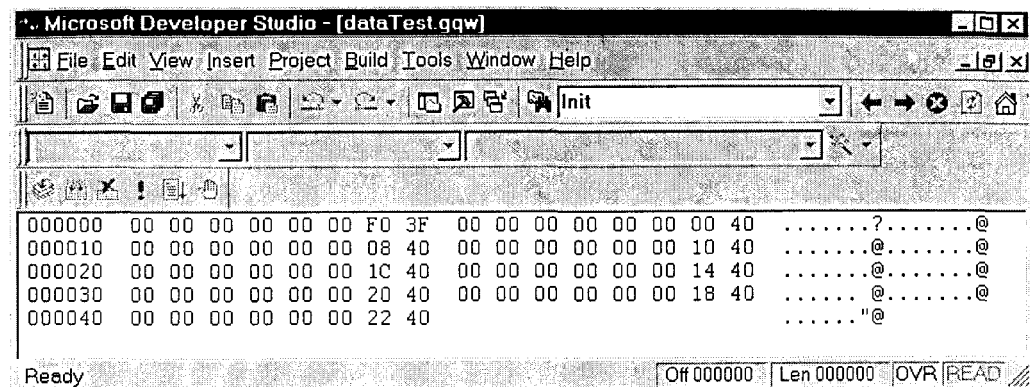 Microsoft Developer Studio - [dataTest.gqw]
File Edit View Insert Project Build Tools Window Help
Init
000000 00 00 00 00 00 00 F0 3F 00 00 00 00 00 00 00 40 .......?.......@
000010 00 00 00 00 00 00 08 40 00 00 00 00 00 00 10 40 .......@.......@
000020 00 00 00 00 00 00 1C 40 00 00 00 00 00 00 14 40 .......@.......@
000030 00 00 00 00 00 00 20 40 00 00 00 00 00 00 18 40 ...... @.......@
000040 00 00 00 00 00 00 22 40 ......"@
Ready Off 000000 Len 000000 OVR READ